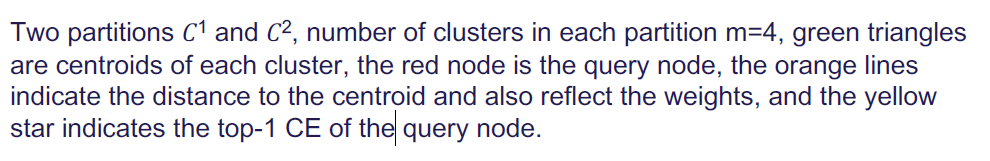 Two partitions C¹ and C², number of clusters in each partition m=4, green triangles
are centroids of each cluster, the red node is the query node, the orange lines
indicate the distance to the centroid and also reflect the weights, and the yellow
star indicates the top-1 CE of the query node.